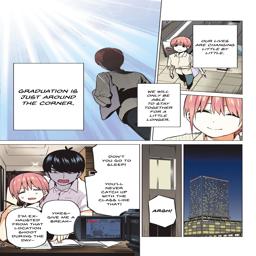 OUR LIVES
ARE CHANGING
LITTLE BY
LITTLE.
GRADUATION IS
JUST AROUND
THE CORNER.
WE WILL
ONLY BE
ABLE
TO STAY
TOGETHER
FOR A
LITTLE
LONGER.
DON'T
YOU GO TO
SLEEP!
YOU'LL
NEVER
CATCH UP
WITH THE
CLASS LIKE
THAT!
YIKES-
GIVE ME A
BREAK-
I'M EX-
HAUSTED
FROM THAT
LOCATION
SHOOT
DURING THE
DAY-
ARGH!